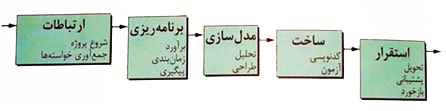 ارتباطات
شروع پروژه
جمع‌آوری خواسته‌ها
برنامه‌ریزی
برآورد
زمان‌بندی
پیگیری
مدل‌سازی
تحلیل
طراحی
ساخت
کدنویسی
آزمون
استقرار
تحویل
پشتیبانی
بازخورد